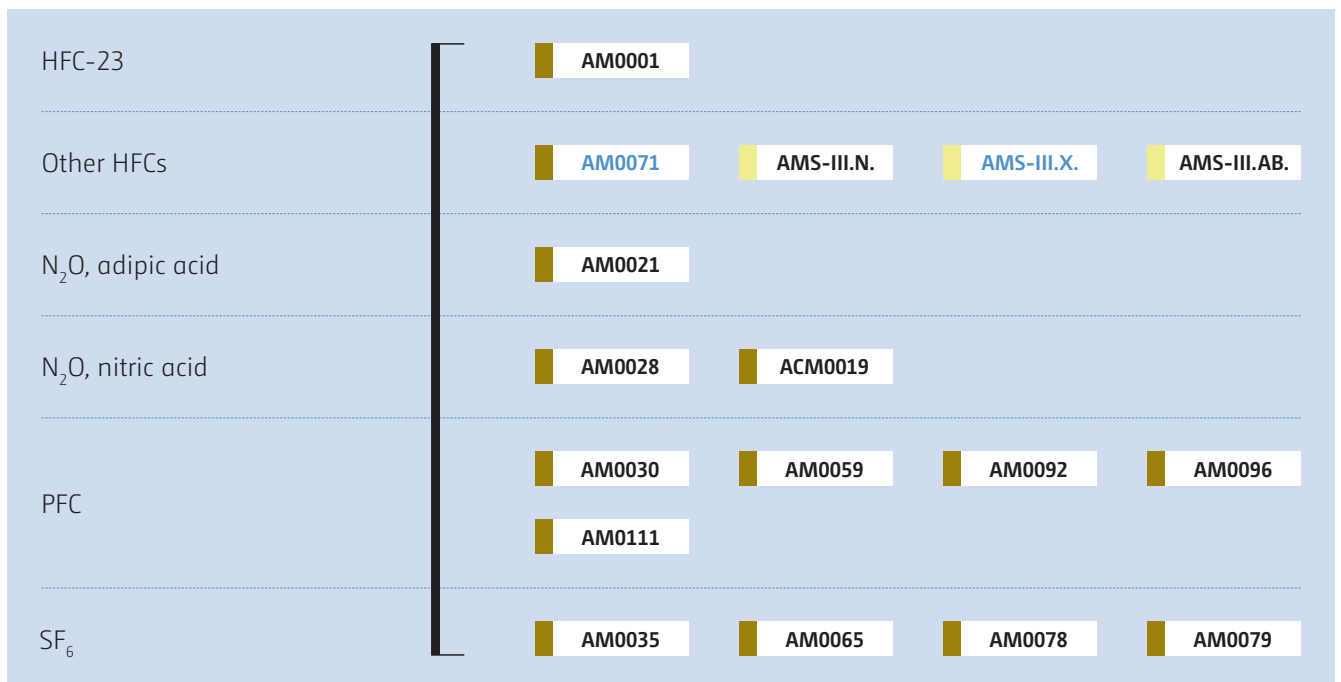 HFC-23 AM0001
Other HFCs AM0071 AMS-III.N. AMS-III.X. AMS-III.AB.
N₂O, adipic acid AM0021
N₂O, nitric acid AM0028 ACM0019
AM0030 AM0059 AM0092 AM0096
PFC
AM0111
SF₆ AM0035 AM0065 AM0078 AM0079